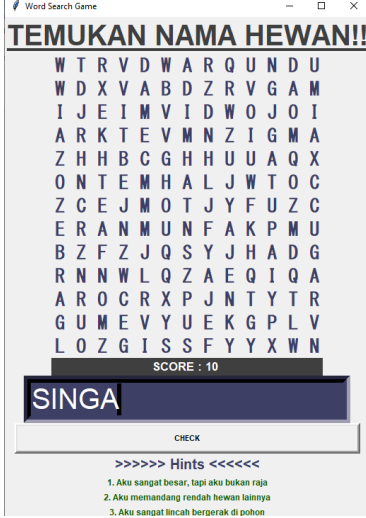 Word Search Game
TEMUKAN NAMA HEWAN!!
W T R V D W A R Q U N D U
W D X V A B D Z R V G A M
I J E I M V I D W O J O I
A R K T E V M N Z I G M A
Z H H B C G H H U U A Q X
O N T E M H A L J W T O C
Z C E J M O T J Y F U Z C
E R A N M U N F A K P M U
B Z F Z J Q S Y J H A D G
R N N W L Q Z A E Q I Q A
A R O C R X P J N T Y T R
G U M E V Y U E K G P L V
L O Z G I S S F Y Y X W N
SCORE : 10
SINGA
CHECK
>>>>>> Hints <<<<<<
1. Aku sangat besar, tapi aku bukan raja
2. Aku memandang rendah hewan lainnya
3. Aku sangat lincah bergerak di pohon